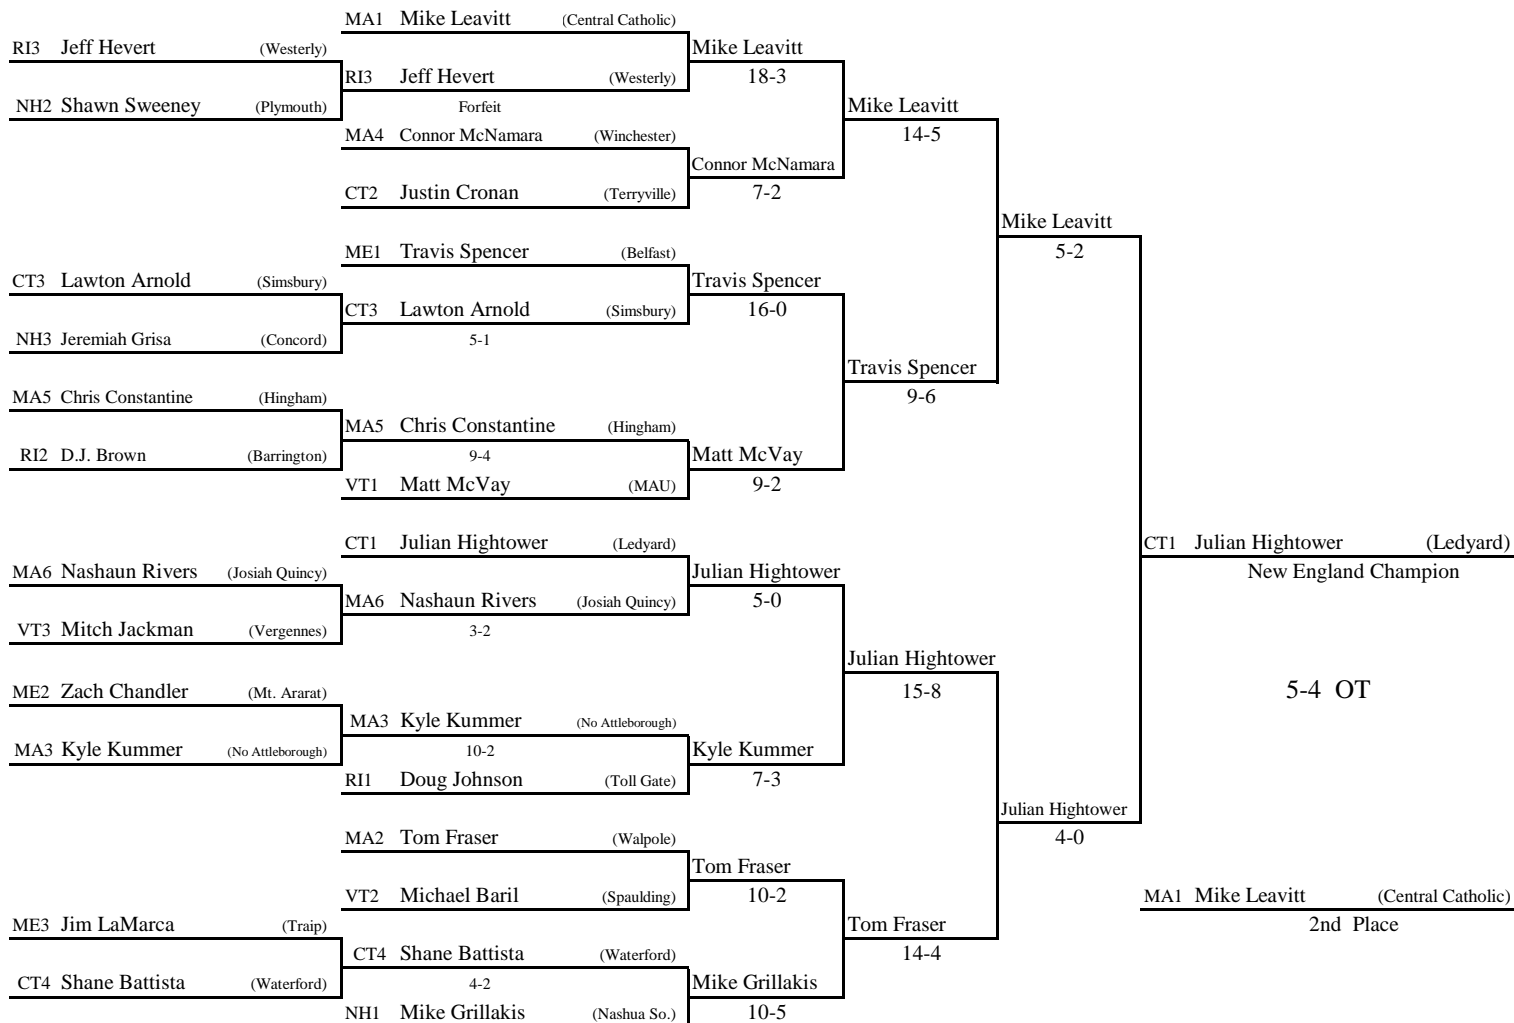 MA1 Mike Leavitt (Central Catholic)
RI3 Jeff Hevert (Westerly) Mike Leavitt
RI3 Jeff Hevert (Westerly) 18-3
NH2 Shawn Sweeney (Plymouth) Forfeit Mike Leavitt
MA4 Connor McNamara (Winchester) 14-5
Connor McNamara
CT2 Justin Cronan (Terryville) 7-2
Mike Leavitt
ME1 Travis Spencer (Belfast) 5-2
CT3 Lawton Arnold (Simsbury) Travis Spencer
CT3 Lawton Arnold (Simsbury) 16-0
NH3 Jeremiah Grisa (Concord) 5-1
Travis Spencer
MA5 Chris Constantine (Hingham) 9-6
MA5 Chris Constantine (Hingham)
RI2 D.J. Brown (Barrington) 9-4 Matt McVay
VT1 Matt McVay (MAU) 9-2
CT1 Julian Hightower (Ledyard) CT1 Julian Hightower (Ledyard)
MA6 Nashaun Rivers (Josiah Quincy) Julian Hightower New England Champion
MA6 Nashaun Rivers (Josiah Quincy) 5-0
VT3 Mitch Jackman (Vergennes) 3-2
Julian Hightower
ME2 Zach Chandler (Mt. Ararat) 15-8 5-4 OT
MA3 Kyle Kummer (No Attleborough)
MA3 Kyle Kummer (No Attleborough) 10-2 Kyle Kummer
RI1 Doug Johnson (Toll Gate) 7-3
Julian Hightower
MA2 Tom Fraser (Walpole) 4-0
Tom Fraser
VT2 Michael Baril (Spaulding) 10-2 MA1 Mike Leavitt (Central Catholic)
ME3 Jim LaMarca (Traip) Tom Fraser 2nd Place
CT4 Shane Battista (Waterford) 14-4
CT4 Shane Battista (Waterford) 4-2 Mike Grillakis
NH1 Mike Grillakis (Nashua So.) 10-5